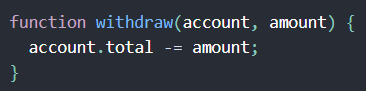 function withdraw(account, amount) {
  account.total -= amount;
}